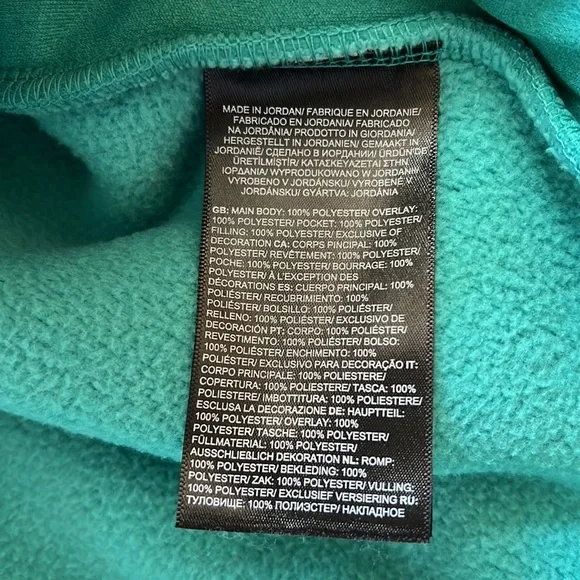 MADE IN JORDAN/ FABRIQUE EN JORDANIE/
FABRICADO EN JORDANIA/ FABRICADO
NA JORDÂNIA/ PRODOTTO IN GIORDANIA/
HERGESTELLT IN JORDANIEN/ GEMAAKT IN
JORDANIË/ СДЕЛАНО В ИОРДАНИИ/ ÜRDÜN'DE
ÜRETİLMİŞTİR/ ΚΑΤΑΣΚΕΥΑΖΕΤΑΙ ΣΤΗΝ
ΙΟΡΔΑΝΙΑ/ WYPRODUKOWANO W JORDANII/
VYROBENO V JORDÁNSKU/ VYROBENÉ V
JORDÁNSKU/ GYÁRTVA: JORDÁNIA
GB: MAIN BODY: 100% POLYESTER/ OVERLAY:
100% POLYESTER/ POCKET: 100% POLYESTER/
FILLING: 100% POLYESTER/ EXCLUSIVE OF
DECORATION CA: CORPS PINCIPAL: 100%
POLYESTER/ REVÊTEMENT: 100% POLYESTER/
POCHE: 100% POLYESTER/ BOURRAGE: 100%
POLYESTER/ À L'EXCEPTION DES
DÉCORATIONS ES: CUERPO PRINCIPAL: 100%
POLIÉSTER/ RECUBRIMIENTO: 100%
POLIÉSTER/ BOLSILLO: 100% POLIÉSTER/
RELLENO: 100% POLIÉSTER/ EXCLUSIVO DE
DECORACIÓN PT: CORPO: 100% POLIÉSTER/
REVESTIMENTO: 100% POLIÉSTER/ BOLSO:
100% POLIÉSTER/ ENCHIMENTO: 100%
POLIÉSTER/ EXCLUSIVO PARA DECORAÇÃO IT:
CORPO PRINCIPALE: 100% POLIESTERE/
COPERTURA: 100% POLIESTERE/ TASCA: 100%
POLIESTERE/ IMBOTTITURA: 100% POLIESTERE/
ESCLUSA LA DECORAZIONE DE: HAUPTTEIL:
100% POLYESTER/ OVERLAY: 100%
POLYESTER/ TASCHE: 100% POLYESTER/
FÜLLMATERIAL: 100% POLYESTER/
AUSSCHLIEßLICH DEKORATION NL: ROMP:
100% POLYESTER/ BEKLEDING: 100%
POLYESTER/ ZAK: 100% POLYESTER/ VULLING:
100% POLYESTER/ EXCLUSIEF VERSIERING RU:
ТУЛОВИЩЕ: 100% ПОЛИЭСТЕР/ НАКЛАДНОЕ